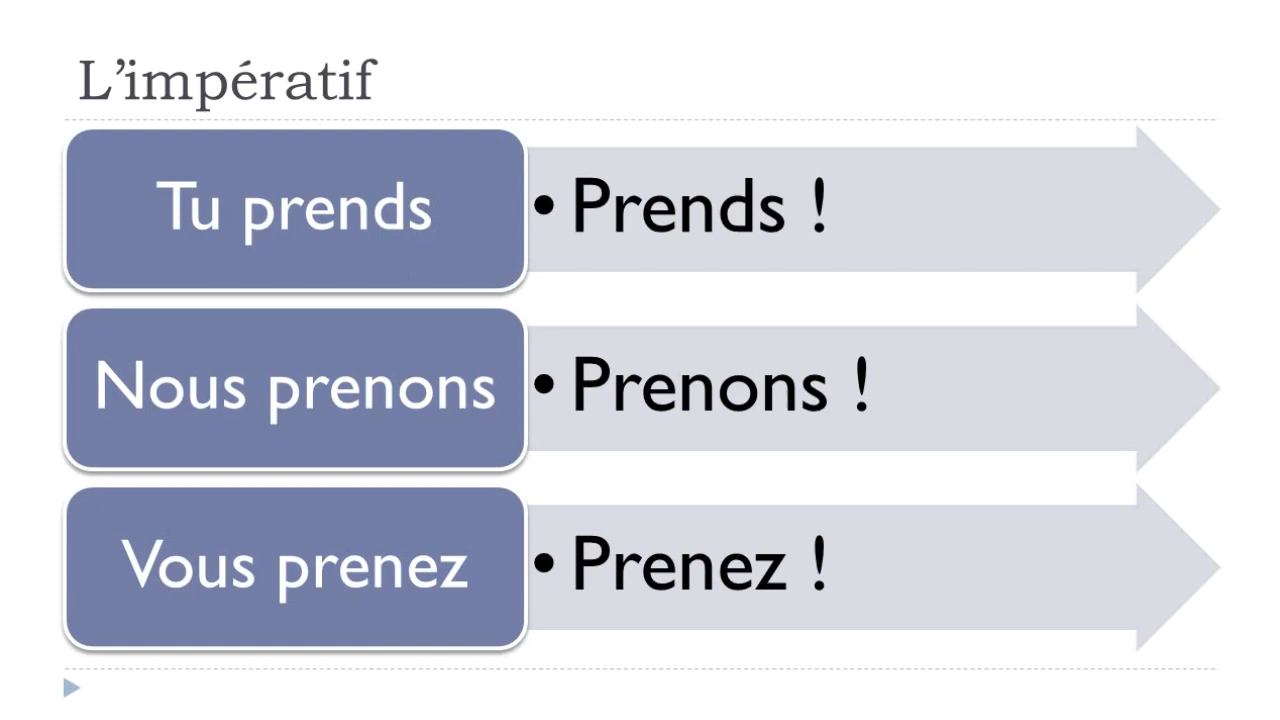 L’impératif
Tu prends
• Prends !
Nous prenons
• Prenons !
Vous prenez
• Prenez !